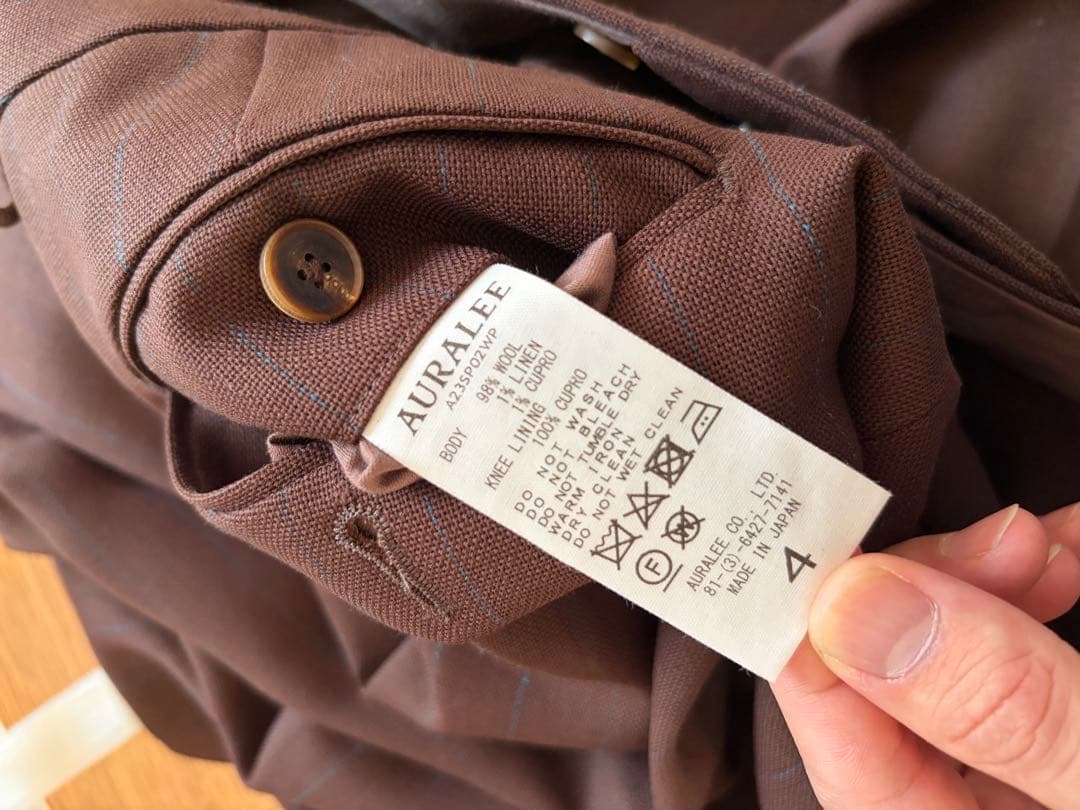 AURALEE
A23SP02WP
BODY 98% WOOL
1% LINEN
1% CUPRO
KNEE LINING
100% CUPRO
DO NOT WASH
DO NOT BLEACH
DO NOT TUMBLE DRY
WARM IRON
DRY CLEAN
DO NOT WET CLEAN
F
W
AURALEE CO., LTD.
81-(3)-6427-7141
MADE IN JAPAN
4